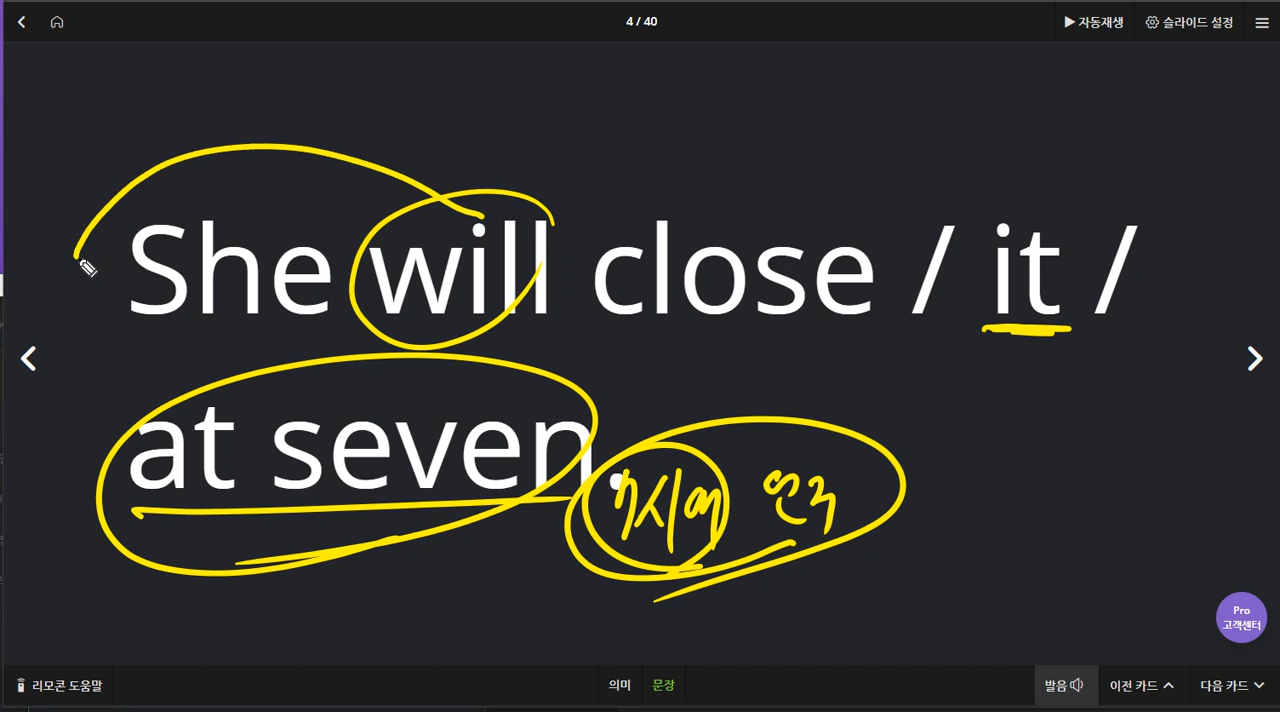 4 / 40
자동재생
슬라이드 설정
She will close / it /
at seven.
7시에
Pro
고객센터
리모콘 도움말
의미
문장
발음
이전 카드
다음 카드